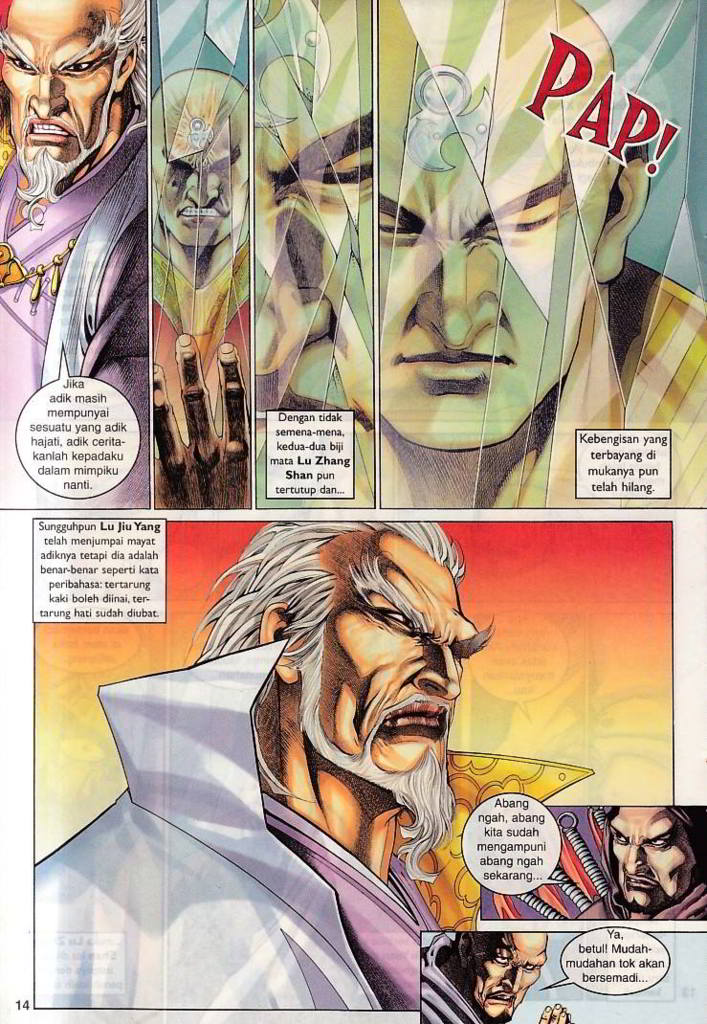 Jika
adik masih
mempunyai
sesuatu yang adik
hajati, adik cerita-
kanlah kepadaku
dalam mimpiku
nanti.
Dengan tidak
semena-mena,
kedua-dua biji
mata Lu Zhang
Shan pun
tertutup dan...
PAP!
Kebengisan yang
terbayang di
mukanya pun
telah hilang.
Sungguhpun Lu Jiu Yang
telah menjumpai mayat
adiknya tetapi dia adalah
benar-benar seperti kata
peribahasa: tertarung
kaki boleh diinai, ter-
tarung hati sudah diubat.
Abang
ngah, abang
kita sudah
mengampuni
abang ngah
sekarang...
Ya,
betul! Mudah-
mudahan tok akan
bersemadi...
14